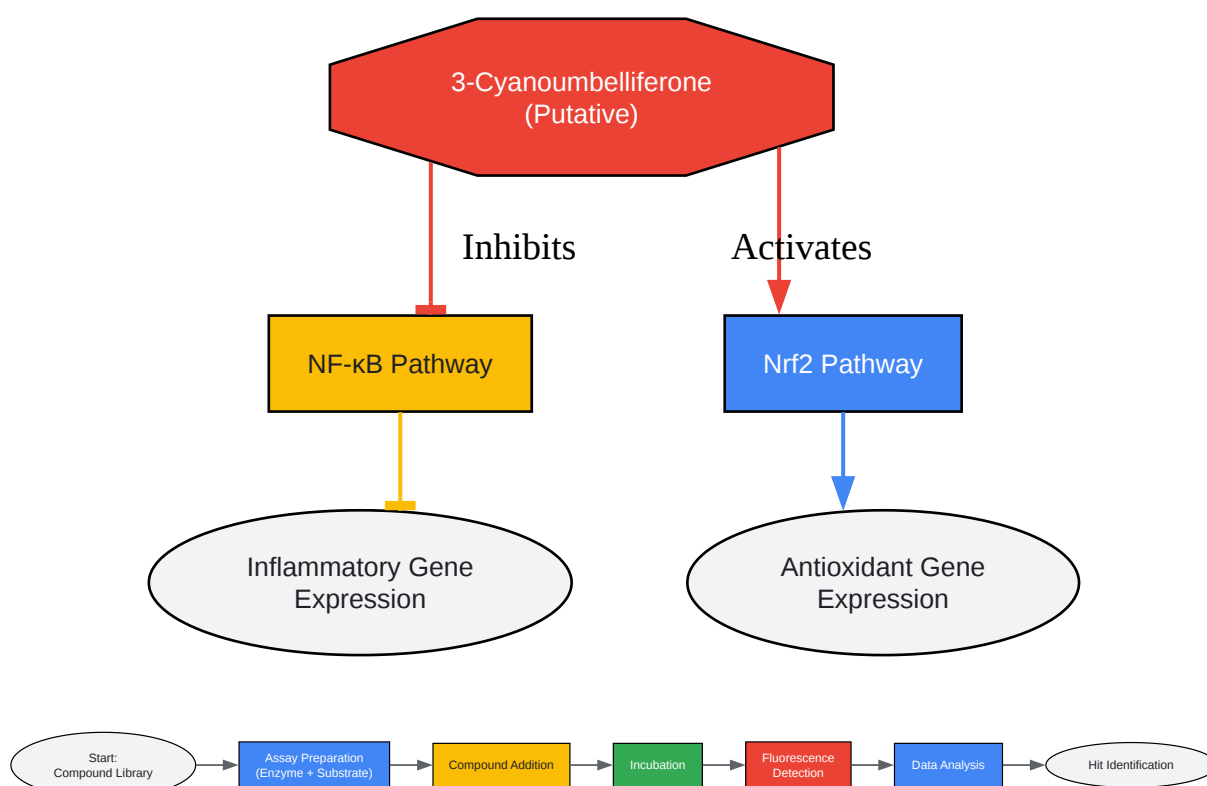 3-Cyanoumbelliferone
(Putative)
Inhibits
Activates
NF-κB Pathway
Nrf2 Pathway
Inflammatory Gene
Expression
Antioxidant Gene
Expression
Start:
Compound Library
Assay Preparation
(Enzyme + Substrate)
Compound Addition
Incubation
Fluorescence
Detection
Data Analysis
Hit Identification